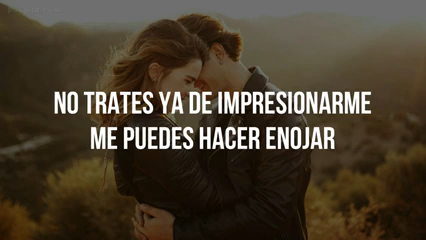 NO TRATES YA DE IMPRESIONARME
ME PUEDES HACER ENOJAR